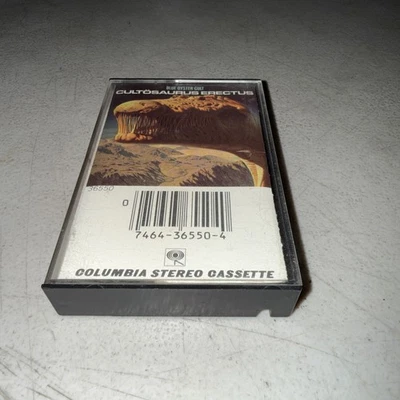 BLUE ÖYSTER CULT
CULTÖSAURUS ERECTUS
36550
0
7464-36550-4
COLUMBIA STEREO CASSETTE